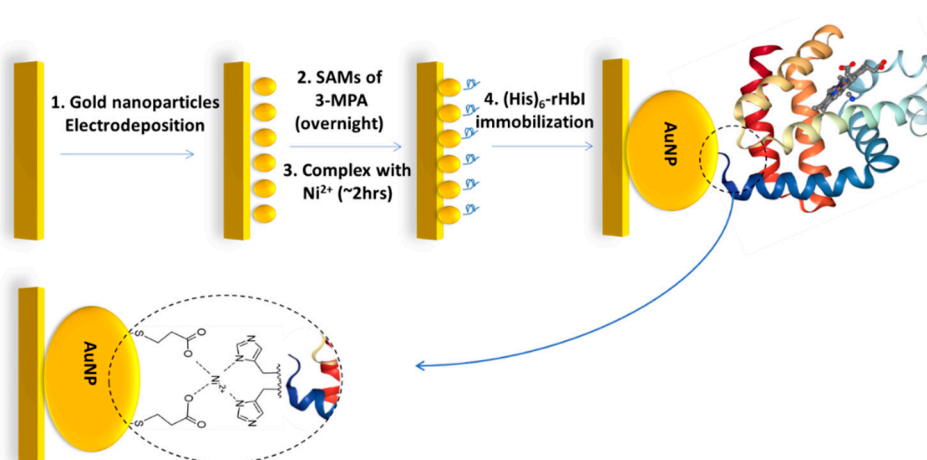 1. Gold nanoparticles
Electrodeposition
2. SAMs of
3-MPA
(overnight)
3. Complex with
Ni²⁺ (~2hrs)
4. (His)₆-rHbI
immobilization
AuNP
AuNP
S
O
O
Ni²⁺
N
N
S
O
O
N
N